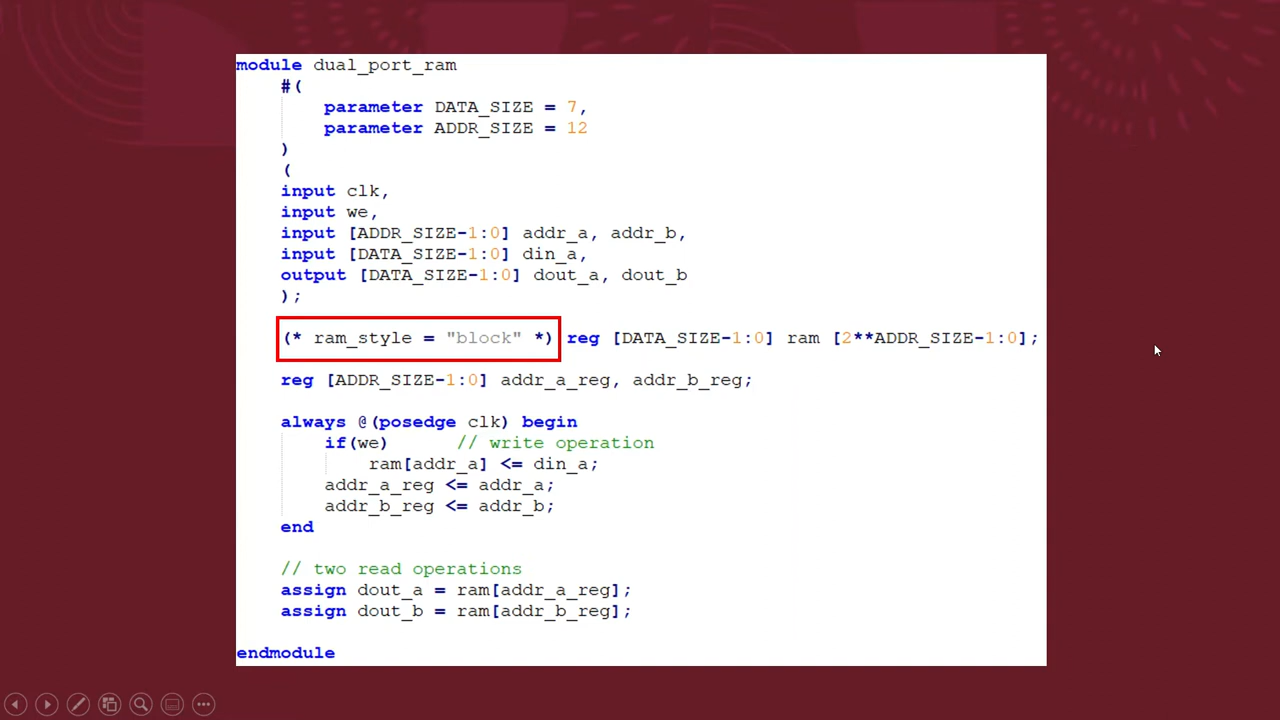 module dual_port_ram
#(
parameter DATA_SIZE = 7,
parameter ADDR_SIZE = 12
)
(
input clk,
input we,
input [ADDR_SIZE-1:0] addr_a, addr_b,
input [DATA_SIZE-1:0] din_a,
output [DATA_SIZE-1:0] dout_a, dout_b
);
(* ram_style = "block" *) reg [DATA_SIZE-1:0] ram [2**ADDR_SIZE-1:0];
reg [ADDR_SIZE-1:0] addr_a_reg, addr_b_reg;
always @(posedge clk) begin
if(we) // write operation
ram[addr_a] <= din_a;
addr_a_reg <= addr_a;
addr_b_reg <= addr_b;
end
// two read operations
assign dout_a = ram[addr_a_reg];
assign dout_b = ram[addr_b_reg];
endmodule